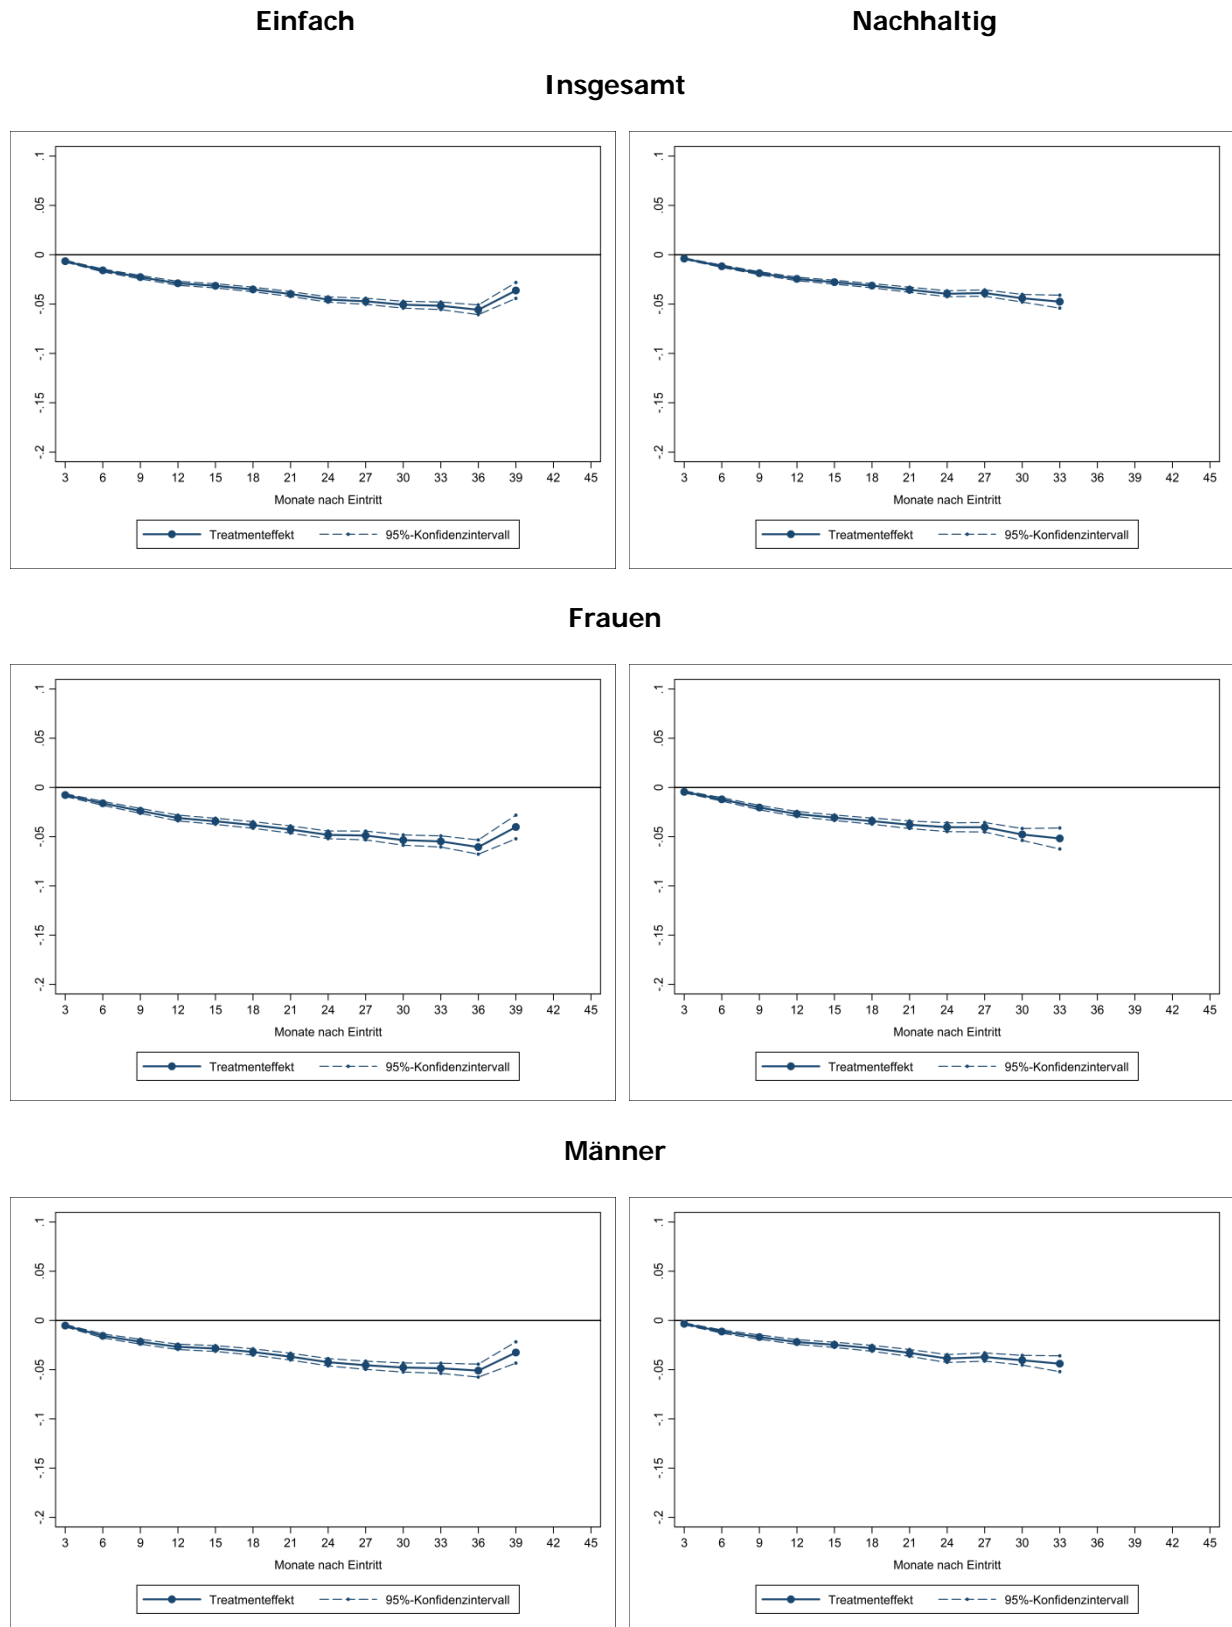 Einfach Nachhaltig
Insgesamt
.1 .1
.05 .05
0 0
-.05 -.05
-.1 -.1
-.15 -.15
-.2 -.2
3 6 9 12 15 18 21 24 27 30 33 36 39 42 45 3 6 9 12 15 18 21 24 27 30 33 36 39 42 45
Monate nach Eintritt Monate nach Eintritt
Treatmenteffekt 95%-Konfidenzintervall Treatmenteffekt 95%-Konfidenzintervall
Frauen
.1 .1
.05 .05
0 0
-.05 -.05
-.1 -.1
-.15 -.15
-.2 -.2
3 6 9 12 15 18 21 24 27 30 33 36 39 42 45 3 6 9 12 15 18 21 24 27 30 33 36 39 42 45
Monate nach Eintritt Monate nach Eintritt
Treatmenteffekt 95%-Konfidenzintervall Treatmenteffekt 95%-Konfidenzintervall
Männer
.1 .1
.05 .05
0 0
-.05 -.05
-.1 -.1
-.15 -.15
-.2 -.2
3 6 9 12 15 18 21 24 27 30 33 36 39 42 45 3 6 9 12 15 18 21 24 27 30 33 36 39 42 45
Monate nach Eintritt Monate nach Eintritt
Treatmenteffekt 95%-Konfidenzintervall Treatmenteffekt 95%-Konfidenzintervall